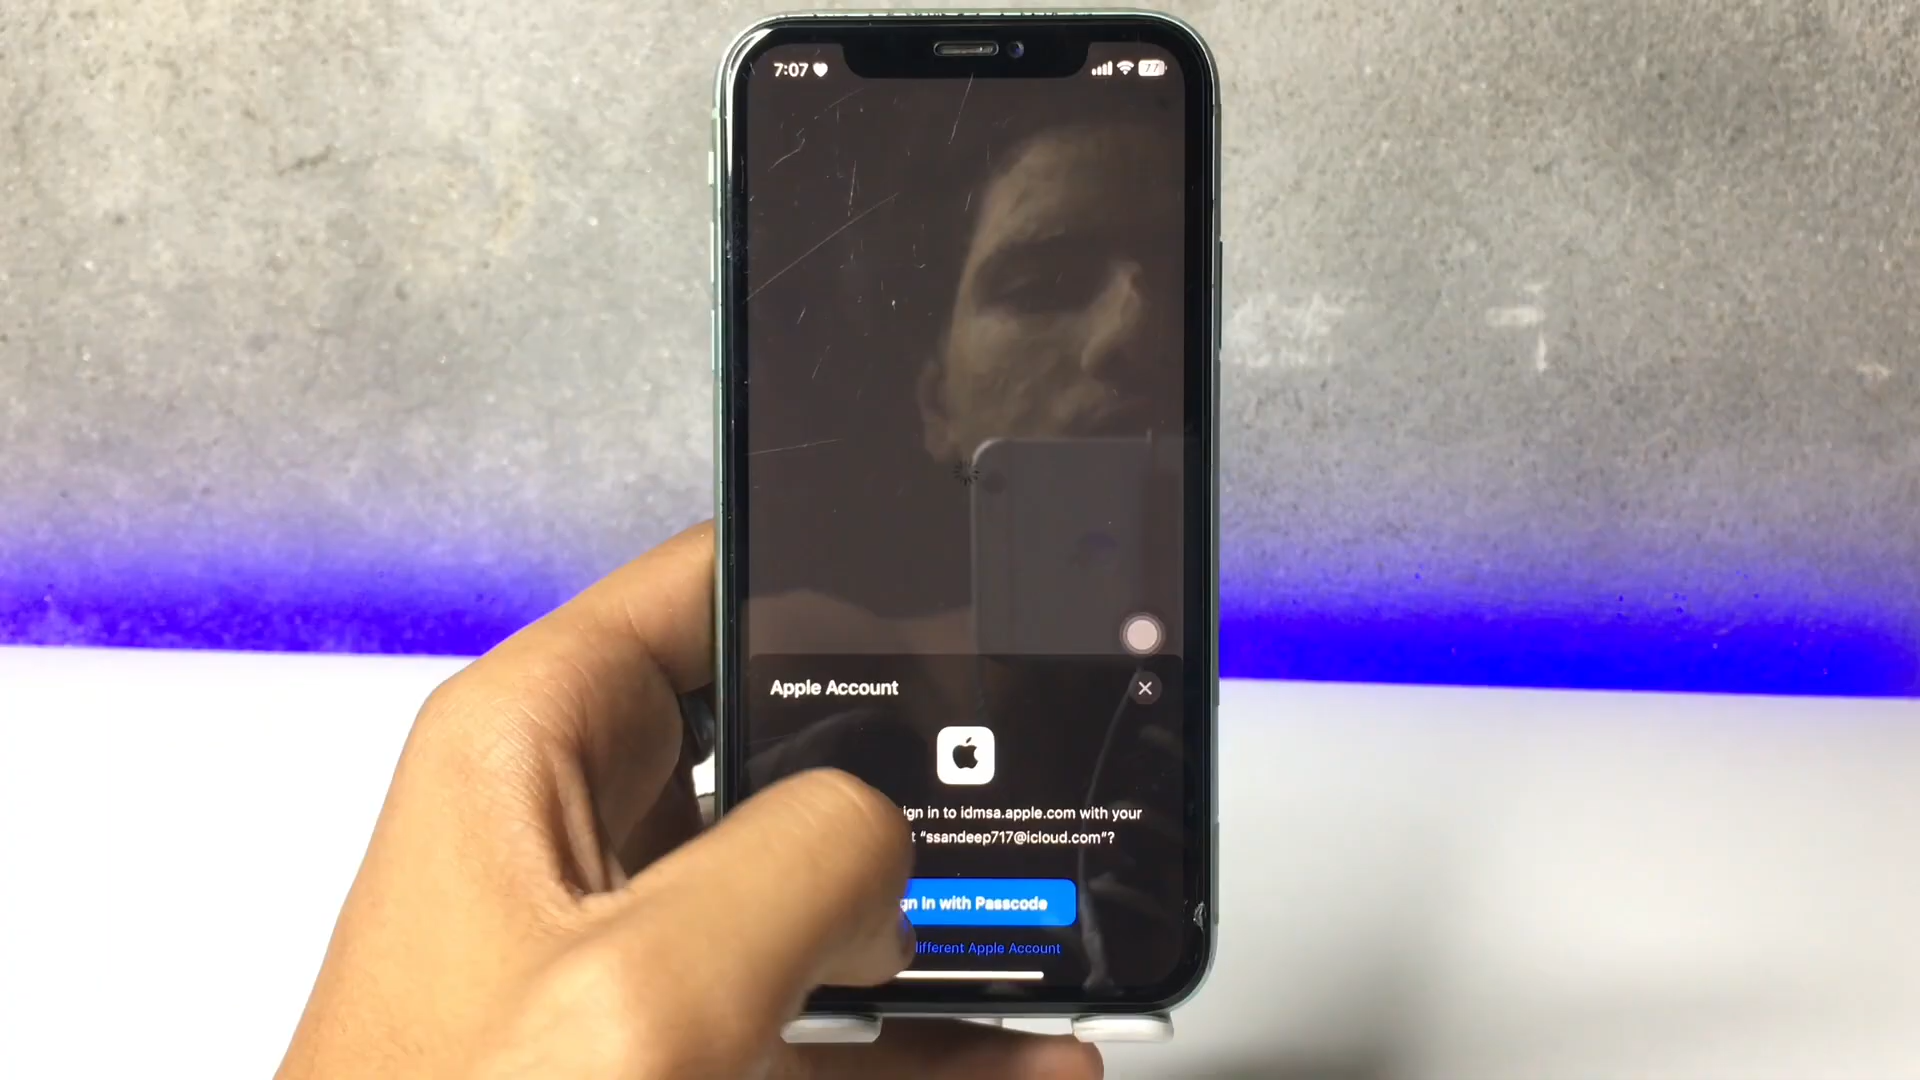 7:07
77
Apple Account
ign in to idmsa.apple.com with your
t “ssandeep717@icloud.com”?
gn In with Passcode
ifferent Apple Account